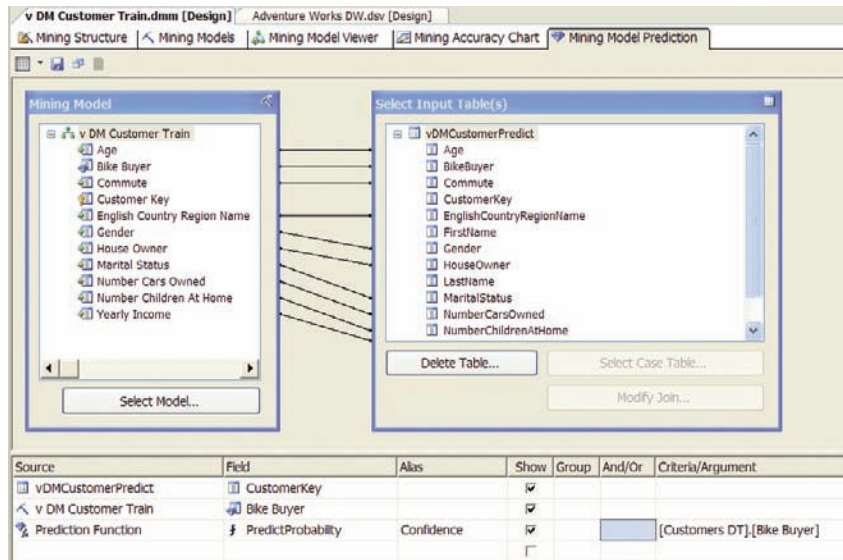 v DM Customer Train.dmm [Design] Adventure Works DW.dsv [Design]
Mining Structure Mining Models Mining Model Viewer Mining Accuracy Chart Mining Model Prediction
Mining Model
v DM Customer Train
Age
Bike Buyer
Commute
Customer Key
English Country Region Name
Gender
House Owner
Marital Status
Number Cars Owned
Number Children At Home
Yearly Income
Select Model...
Select Input Table(s)
vDMCustomerPredict
Age
BikeBuyer
Commute
CustomerKey
EnglishCountryRegionName
FirstName
Gender
HouseOwner
LastName
MaritalStatus
NumberCarsOwned
NumberChildrenAtHome
Delete Table... Select Case Table...
Modify Join...
Source Field Alias Show Group And/Or Criteria/Argument
vDMCustomerPredict CustomerKey
v DM Customer Train Bike Buyer
Prediction Function PredictProbability Confidence [Customers DT].[Bike Buyer]